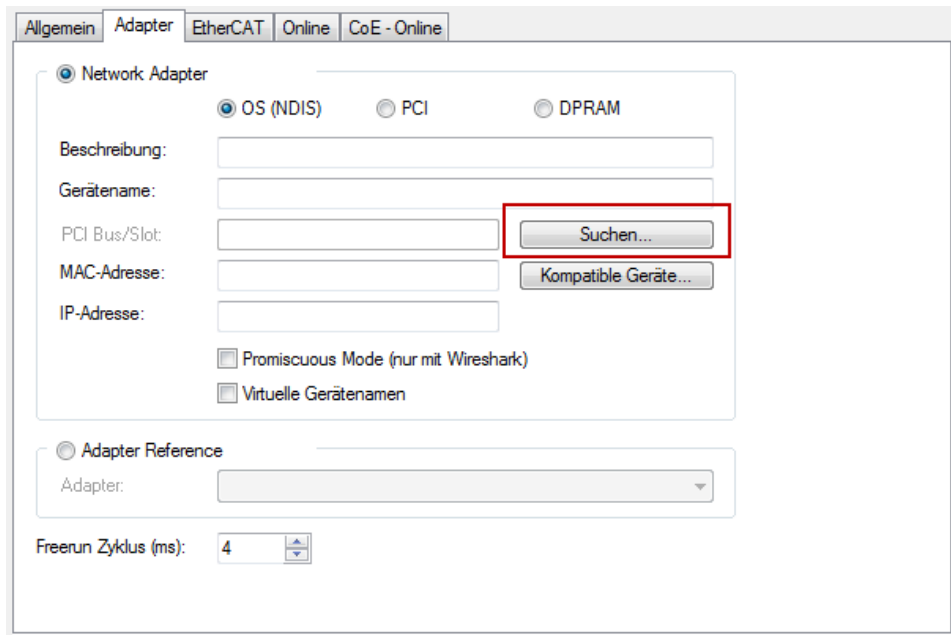 Allgemein Adapter EtherCAT Online CoE - Online
Network Adapter
OS (NDIS) PCI DPRAM
Beschreibung:
Gerätename:
PCI Bus/Slot: Suchen...
MAC-Adresse: Kompatible Geräte...
IP-Adresse:
Promiscuous Mode (nur mit Wireshark)
Virtuelle Gerätenamen
Adapter Reference
Adapter:
Freerun Zyklus (ms): 4